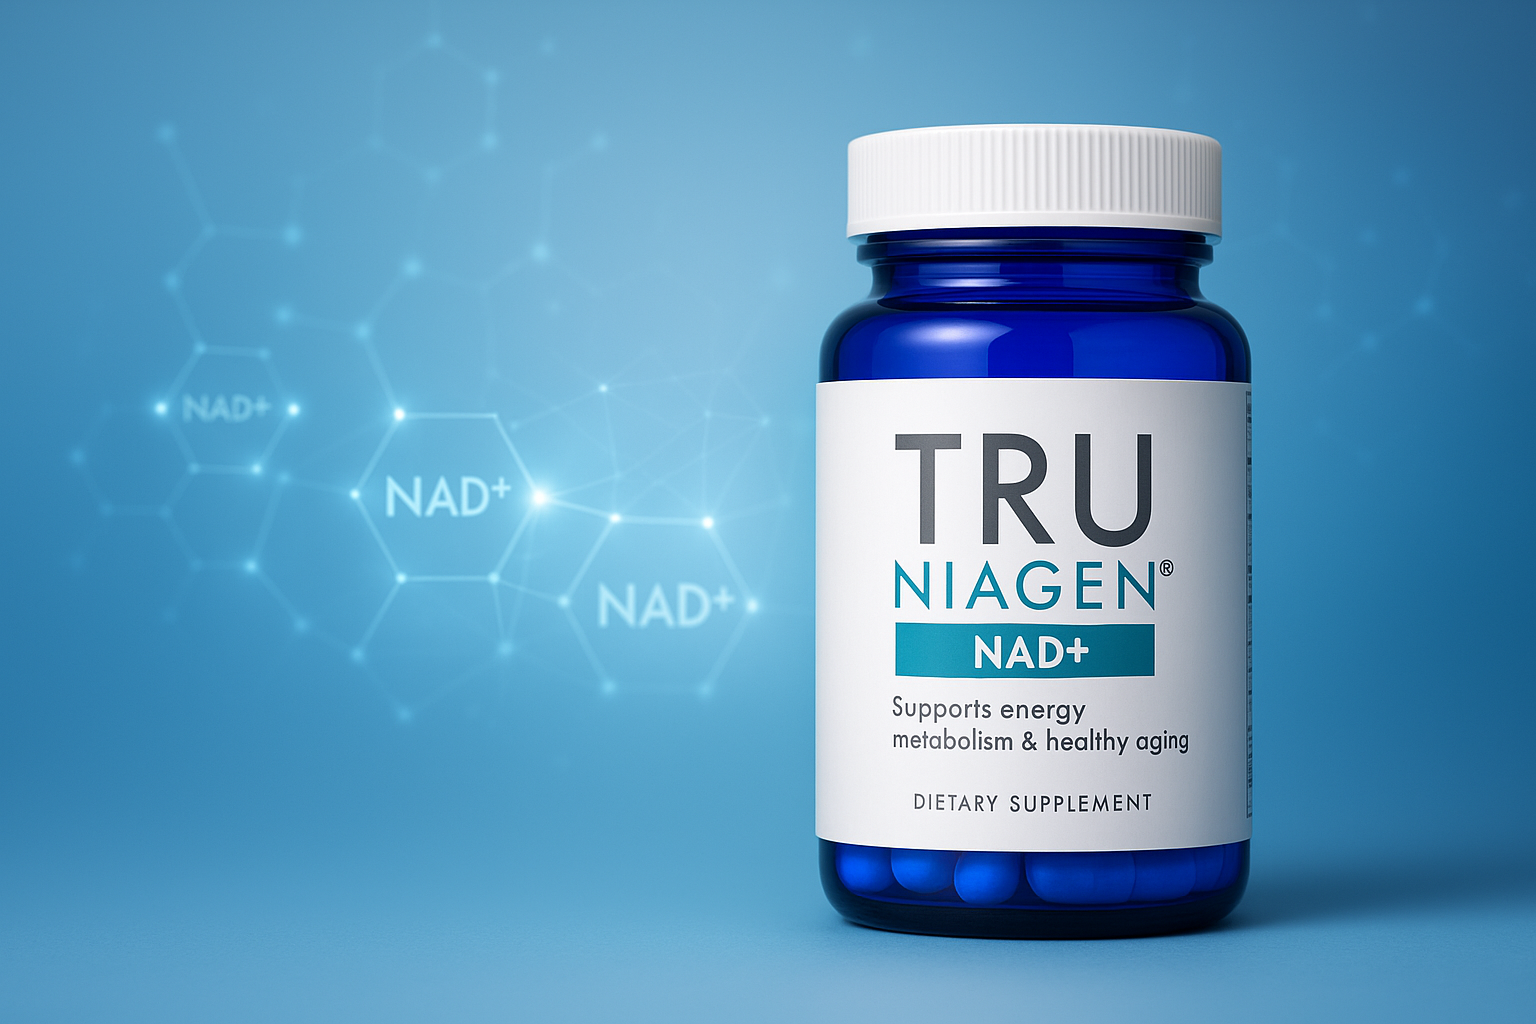 NAD+
NAD+
NAD+
TRU
NIAGEN®
NAD+
Supports energy
metabolism & healthy aging
DIETARY SUPPLEMENT